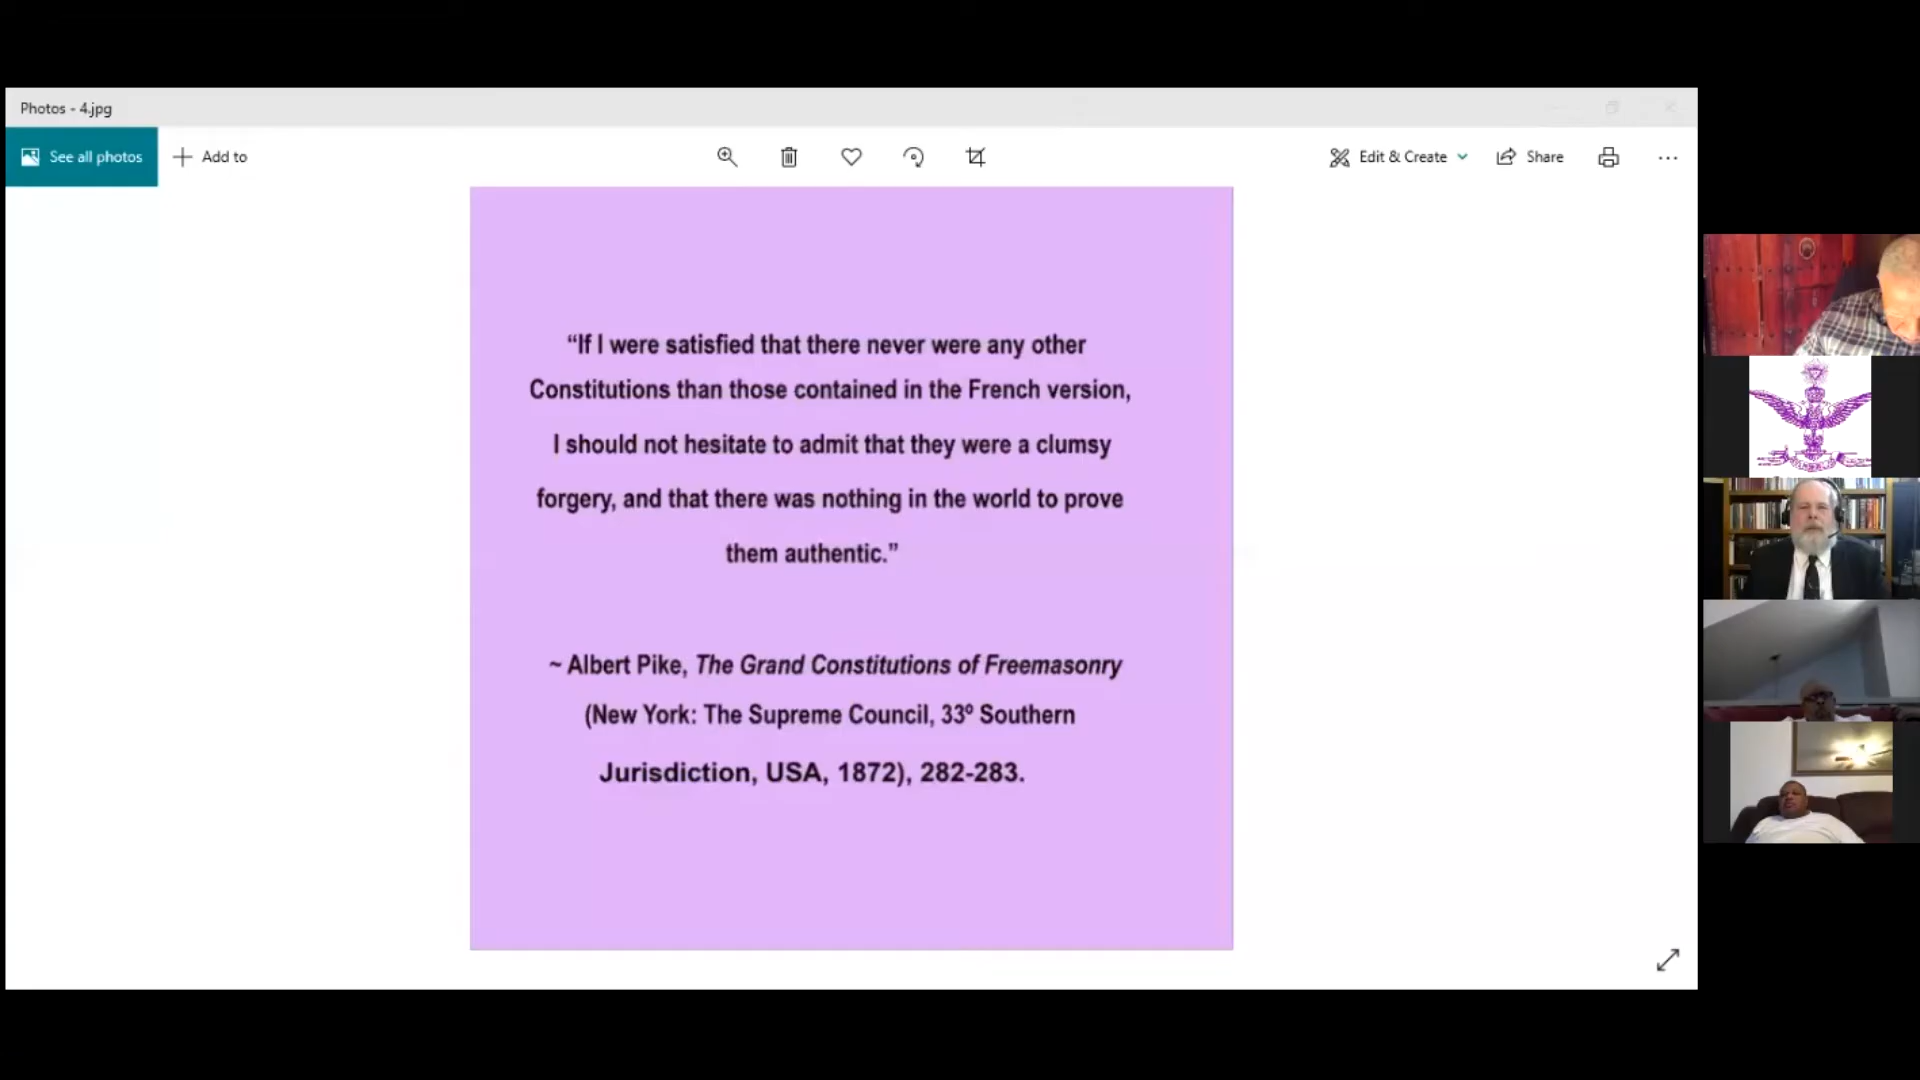 Photos - 4.jpg
See all photos
Add to
Edit & Create
Share
“If I were satisfied that there never were any other
Constitutions than those contained in the French version,
I should not hesitate to admit that they were a clumsy
forgery, and that there was nothing in the world to prove
them authentic.”
~ Albert Pike, The Grand Constitutions of Freemasonry
(New York: The Supreme Council, 33º Southern
Jurisdiction, USA, 1872), 282-283.